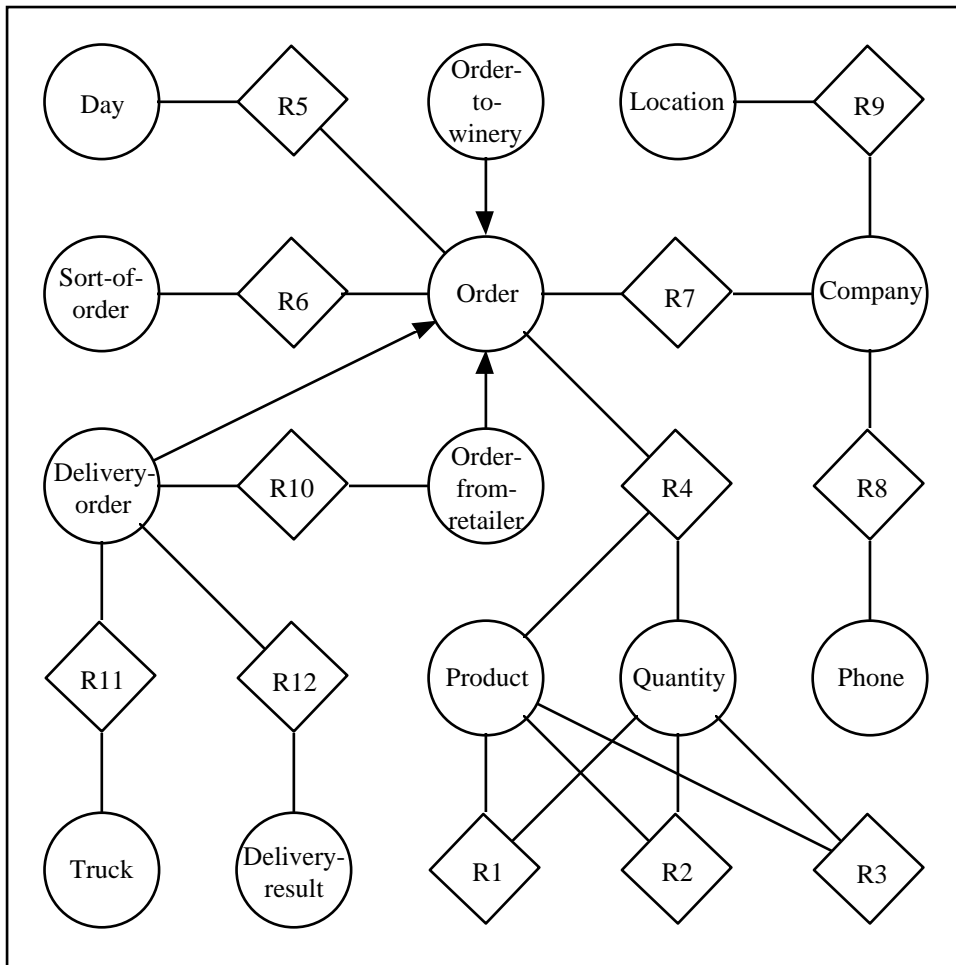 Day
R5
Order-
to-
winery
Location
R9
Sort-of-
order
R6
Order
R7
Company
Delivery-
order
R10
Order-
from-
retailer
R4
R8
R11
R12
Product
Quantity
Phone
Truck
Delivery-
result
R1
R2
R3